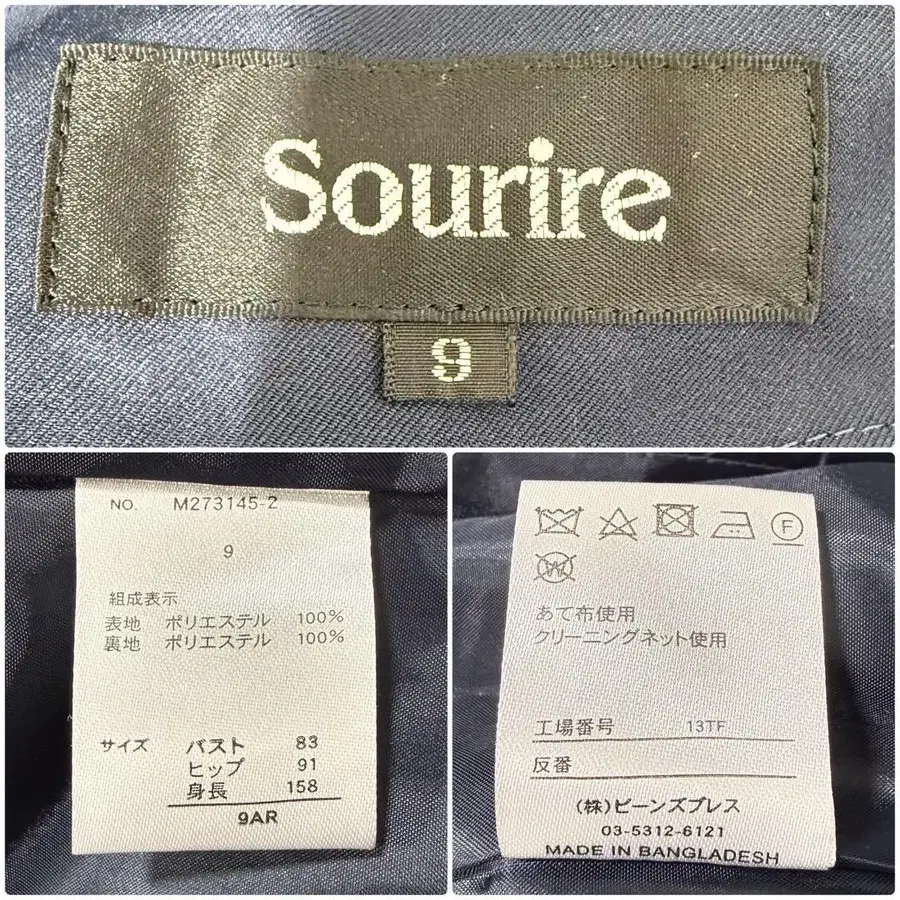 Sourire
9
NO. M273145-2
9
組成表示
表地 ポリエステル 100%
裏地 ポリエステル 100%
サイズ バスト 83
ヒップ 91
身長 158
9AR
F
W
あて布使用
クリーニングネット使用
工場番号 13TF
反番
(株)ビーンズプレス
03-5312-6121
MADE IN BANGLADESH